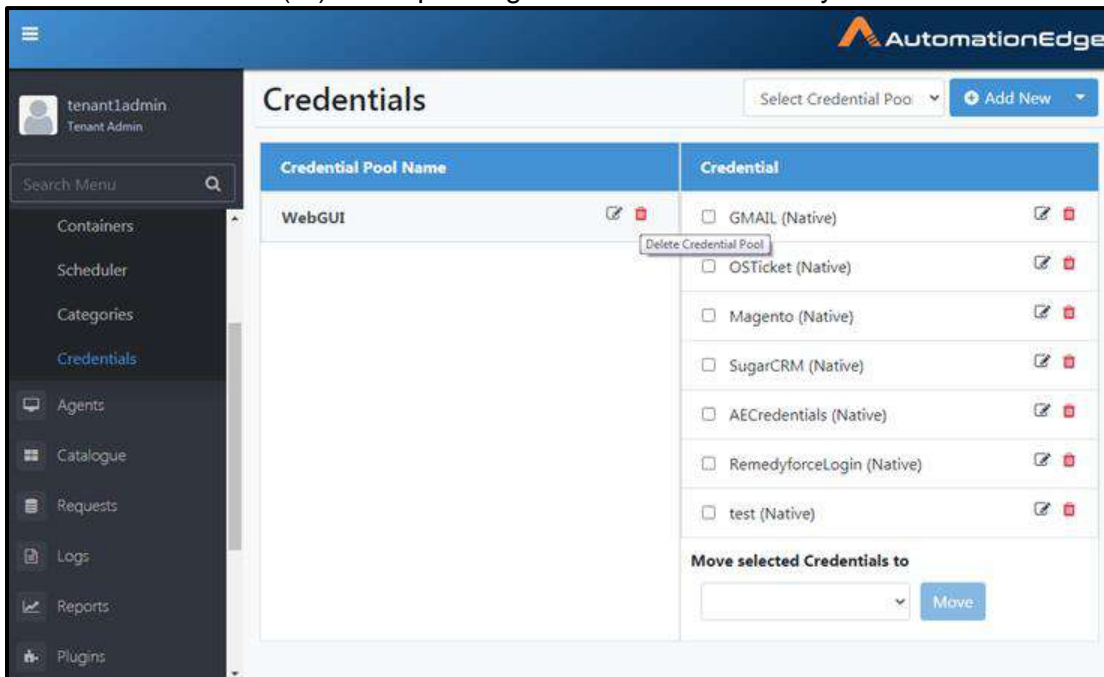 AutomationEdge
tenant1admin
Tenant Admin
Search Menu
Containers
Scheduler
Categories
Credentials
Agents
Catalogue
Requests
Logs
Reports
Plugins
Credentials
Select Credential Poo
Add New
Credential Pool Name
WebGUI
Delete Credential Pool
Credential
GMAIL (Native)
OSTicket (Native)
Magento (Native)
SugarCRM (Native)
AECredentials (Native)
RemedyforceLogin (Native)
test (Native)
Move selected Credentials to
Move